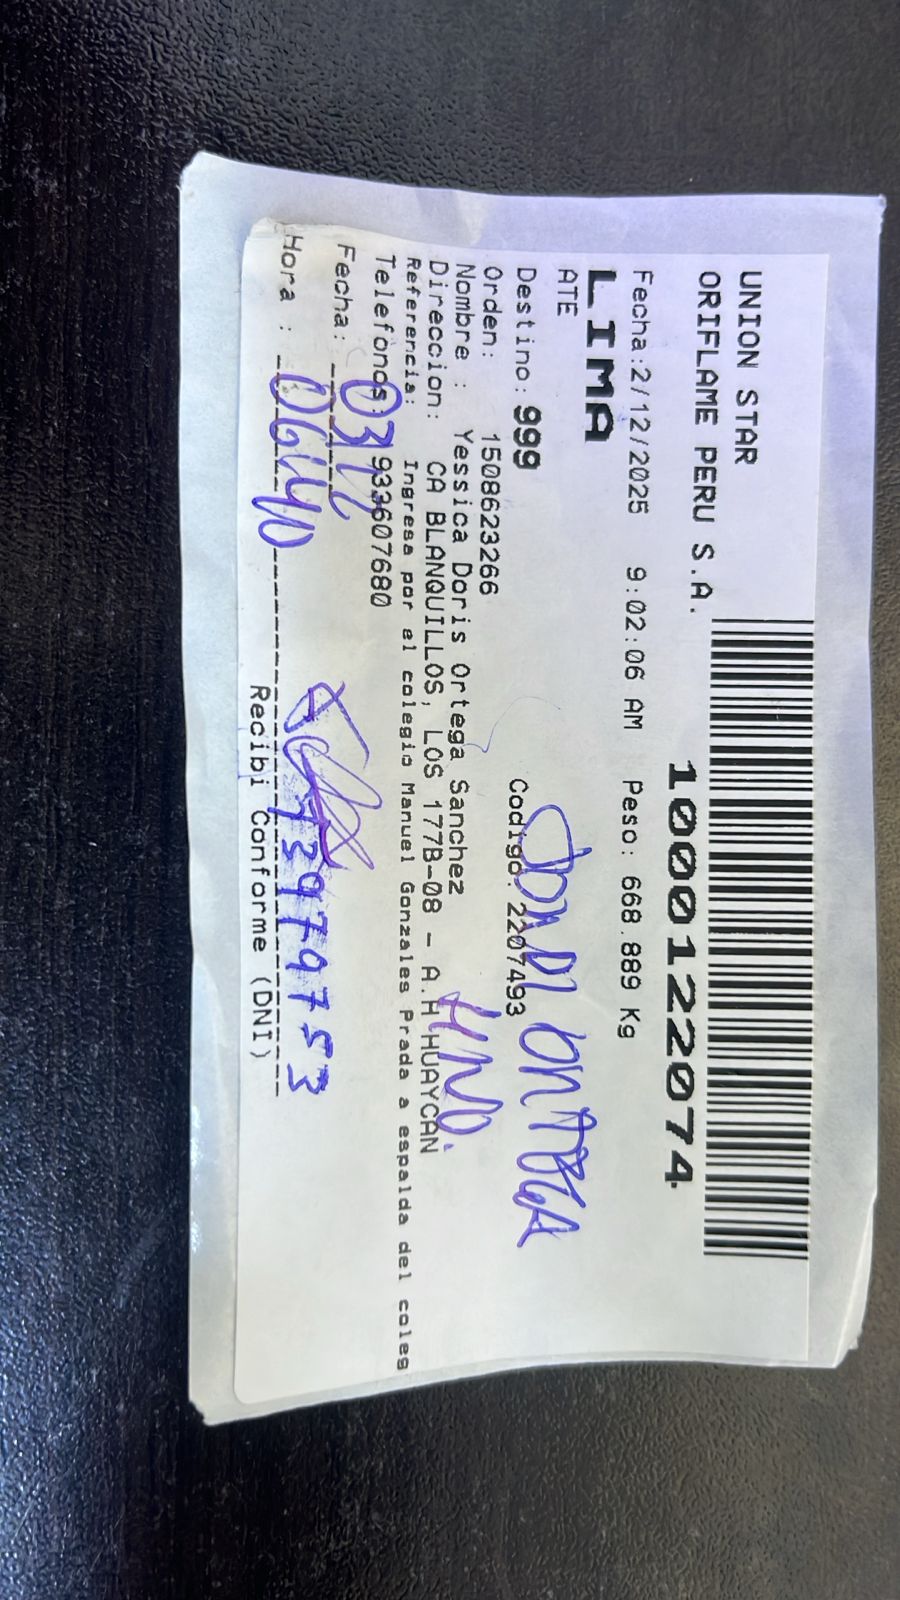 UNION STAR
ORIFLAME PERU S.A.
1000122074
Fecha:2/12/2025 9:02:06 AM Peso: 668.889 Kg
LIMA
ATE
Destino: 999
Orden: 1508623266 Codigo: 2207493
Nombre : Yessica Doris Ortega Sanchez
Direccion: CA BLANQUILLOS, LOS 177B-08 - A.H HUAYCAN
HNO.
Referencia: Ingresa por el colegio Manuel Gonzales Prada a espalda del coleg
Telefonos: 933607680
Fecha:
Hora : 06:40
Recibi Conforme (DNI)